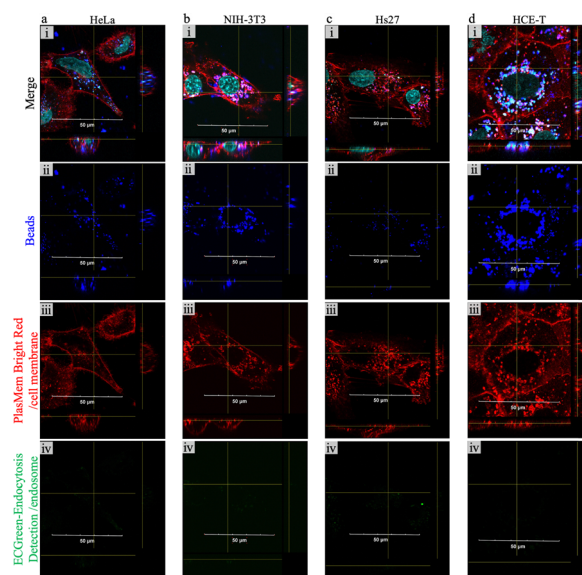 a HeLa b NIH-3T3 c Hs27 d HCE-T
Merge
i i i i
50 μm 50 μm 50 μm 50 μm
Beads
ii ii ii ii
50 μm 50 μm 50 μm 50 μm
PlasMem Bright Red
/cell membrane
iii iii iii iii
50 μm 50 μm 50 μm 50 μm
ECGreen-Endocytosis
Detection /endosome
iv iv iv iv
50 μm 50 μm 50 μm 50 μm